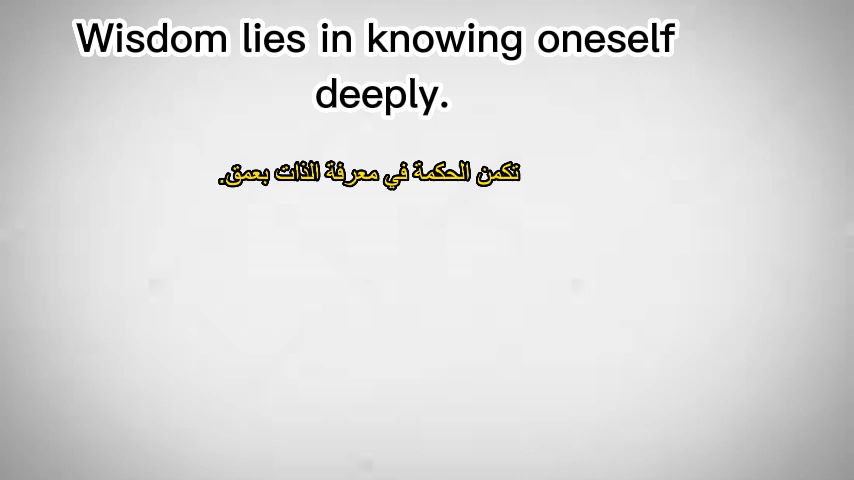 Wisdom lies in knowing oneself
deeply.
تكمن الحكمة في معرفة الذات بعمق.